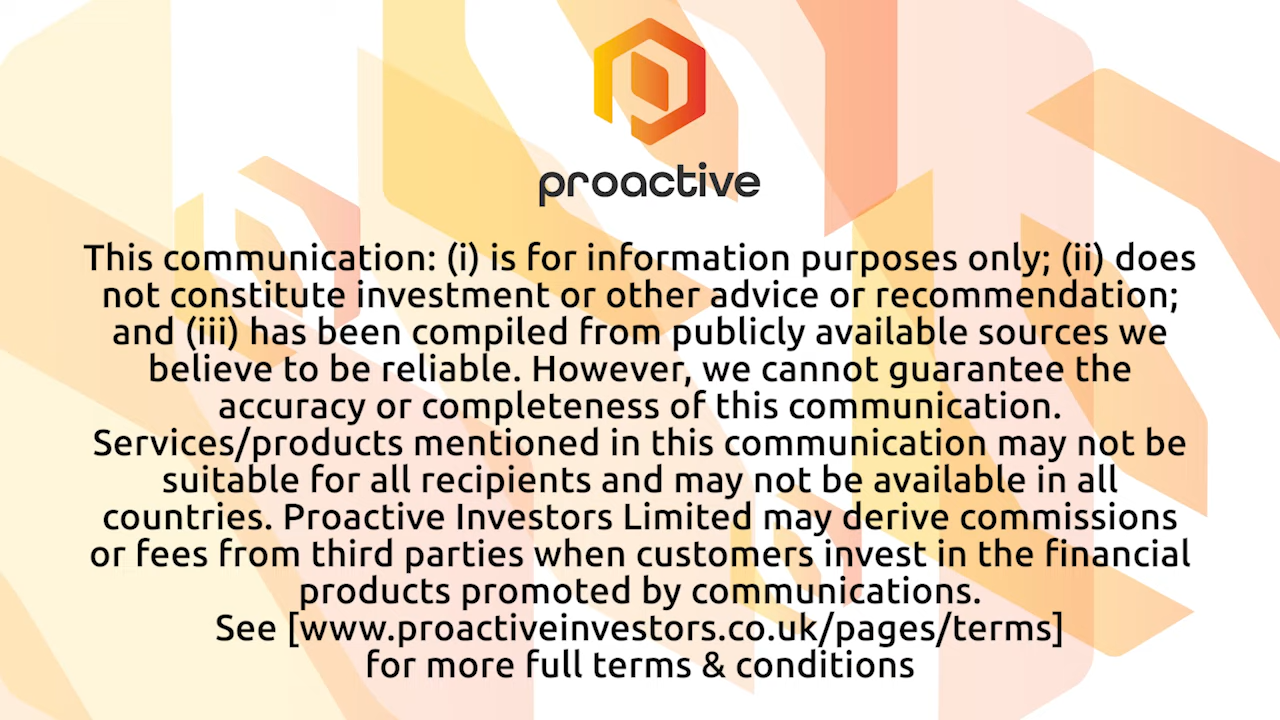 proactive
This communication: (i) is for information purposes only; (ii) does
not constitute investment or other advice or recommendation;
and (iii) has been compiled from publicly available sources we
believe to be reliable. However, we cannot guarantee the
accuracy or completeness of this communication.
Services/products mentioned in this communication may not be
suitable for all recipients and may not be available in all
countries. Proactive Investors Limited may derive commissions
or fees from third parties when customers invest in the financial
products promoted by communications.
See [www.proactiveinvestors.co.uk/pages/terms]
for more full terms & conditions